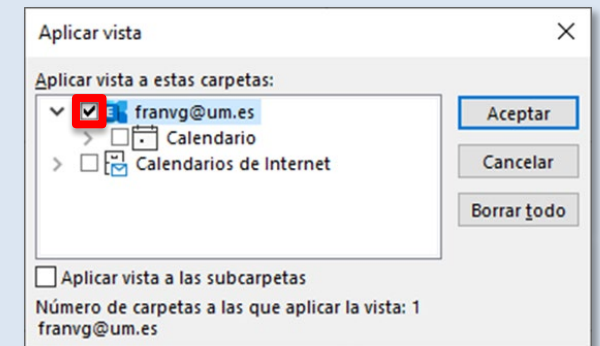 Aplicar vista
Aplicar vista a estas carpetas:
franvg@um.es
Calendario
Calendarios de Internet
Aceptar
Cancelar
Borrar todo
Aplicar vista a las subcarpetas
Número de carpetas a las que aplicar la vista: 1
franvg@um.es